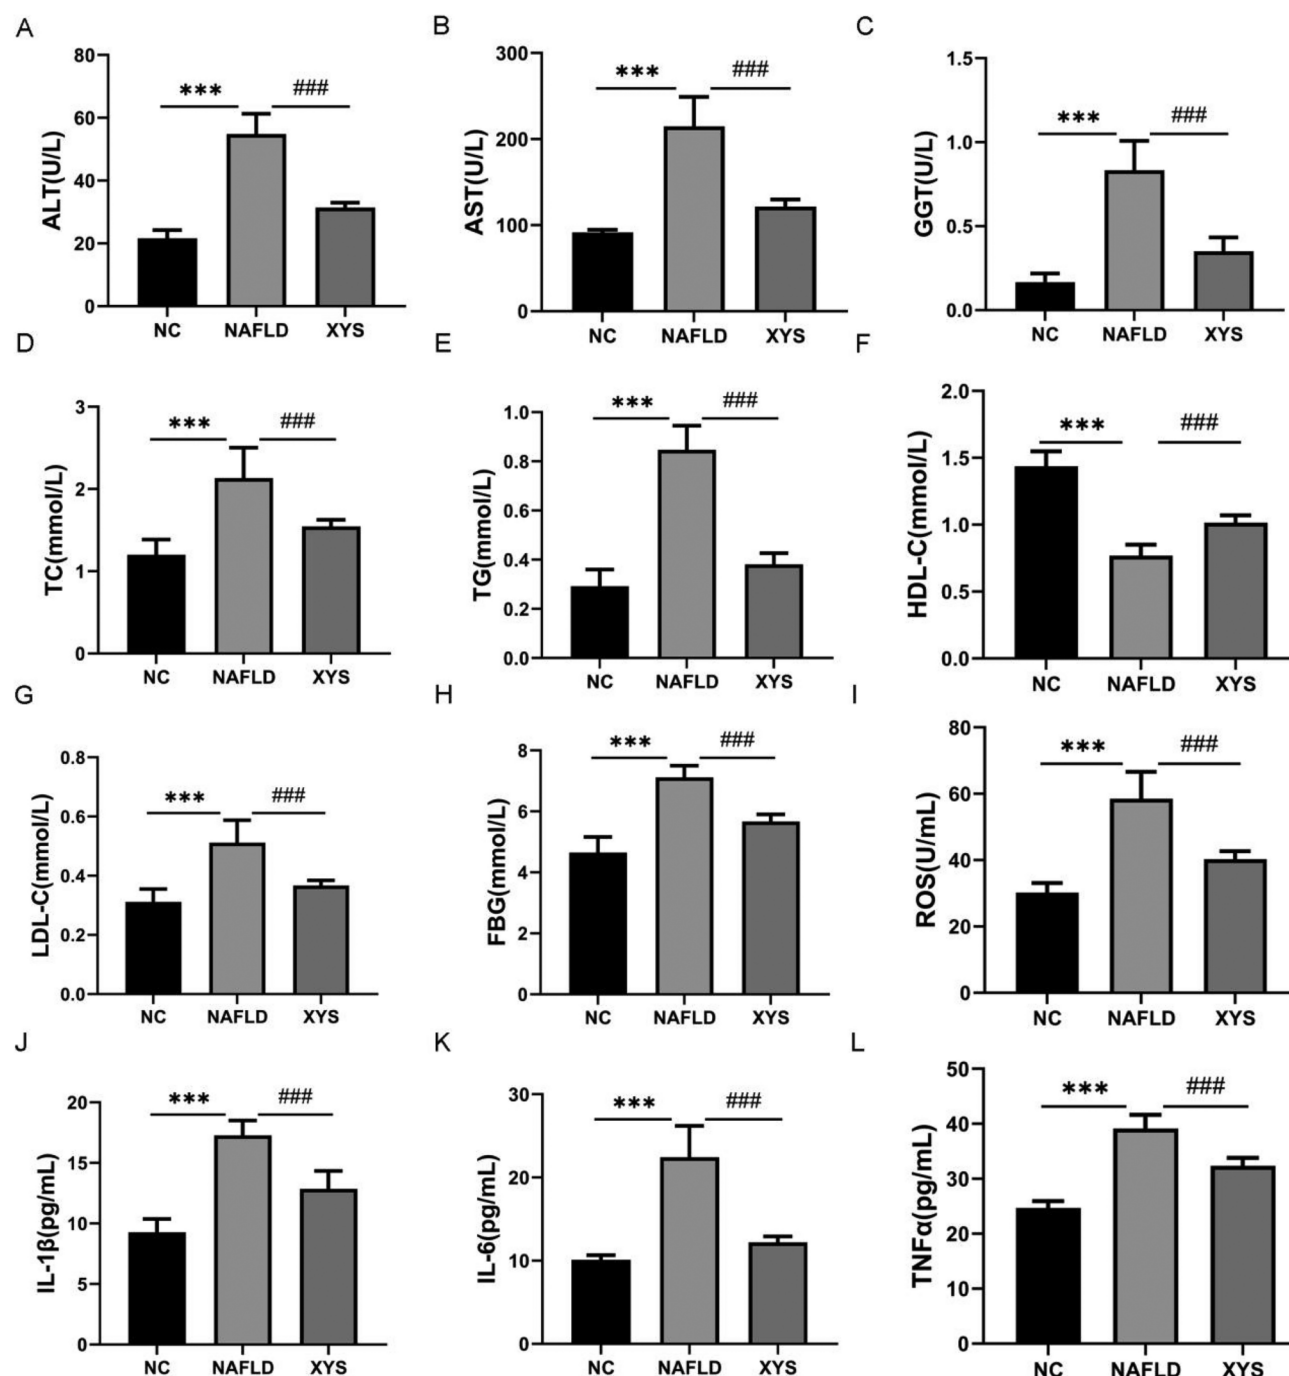 A
ALT(U/L)
80
60
40
20
0
***
###
NC NAFLD XYS
B
AST(U/L)
300
200
100
0
***
###
NC NAFLD XYS
C
GGT(U/L)
1.5
1.0
0.5
0.0
***
###
NC NAFLD XYS
D
TC(mmol/L)
3
2
1
0
***
###
NC NAFLD XYS
E
TG(mmol/L)
1.0
0.8
0.6
0.4
0.2
0.0
***
###
NC NAFLD XYS
F
HDL-C(mmol/L)
2.0
1.5
1.0
0.5
0.0
***
###
NC NAFLD XYS
G
LDL-C(mmol/L)
0.8
0.6
0.4
0.2
0.0
***
###
NC NAFLD XYS
H
FBG(mmol/L)
8
6
4
2
0
***
###
NC NAFLD XYS
I
ROS(U/mL)
80
60
40
20
0
***
###
NC NAFLD XYS
J
IL-1β(pg/mL)
20
15
10
5
0
***
###
NC NAFLD XYS
K
IL-6(pg/mL)
30
20
10
0
***
###
NC NAFLD XYS
L
TNFα(pg/mL)
50
40
30
20
10
0
***
###
NC NAFLD XYS